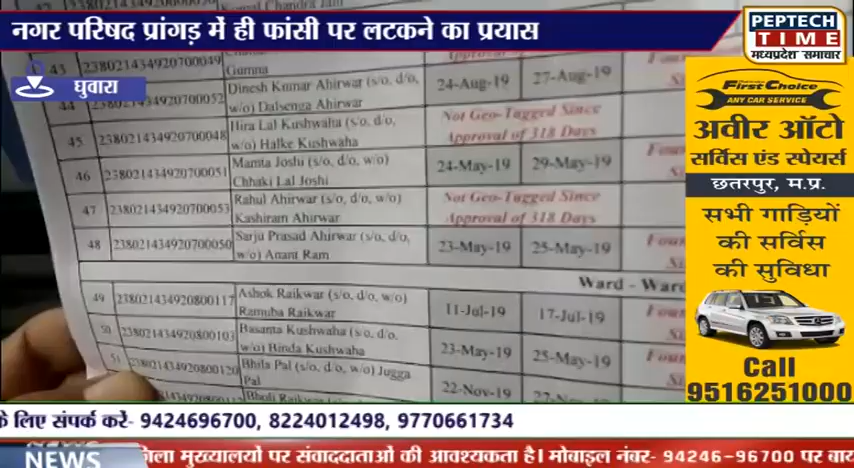 नगर परिषद प्रांगड़ में ही फांसी पर लटकने का प्रयास
PEPTECH
TIME
मध्यप्रदेश समाचार
घुवारा
43 23802143492070​0049
Gumna
44 238021434920700052 Dinesh Kumar Ahirwar (s/o, d/o, w/o) Dalsenga Ahirwar 24-Aug-19 27-Aug-19
45 238021434920700048 Hira Lal Kushwaha (s/o, d/o, w/o) Halke Kushwaha Not Geo-Tagged Since Approval of 318 Days
46 238021434920700051 Mamta Joshi (s/o, d/o, w/o) Chhaki Lal Joshi 24-May-19 29-May-19
47 238021434920700053 Rahul Ahirwar (s/o, d/o, w/o) Kashiram Ahirwar Not Geo-Tagged Since Approval of 318 Days
48 238021434920700050 Sarju Prasad Ahirwar (s/o, d/o, w/o) Anant Ram 23-May-19 25-May-19
Ward - Ward
49 238021434920800117 Ashok Raikwar (s/o, d/o, w/o) Ramuba Raikwar 11-Jul-19 17-Jul-19
50 238021434920800103 Basanta Kushwaha (s/o, d/o, w/o) Binda Kushwaha 23-May-19 25-May-19
51 238021434920800120 Bhila Pal (s/o, d/o, w/o) Jugga Pal 22-Nov-19
FirstChoice
ANY CAR SERVICE
अवीर ऑटो
सर्विस एंड स्पेयर्स
छतरपुर, म.प्र.
सभी गाड़ियों
की सर्विस
की सुविधा
Call
9516251000
के लिए संपर्क करें- 9424696700, 8224012498, 9770661734
NEWS
जिला मुख्यालयों पर संवाददाताओं की आवश्यकता है। मोबाइल नंबर- 94246-96700 पर